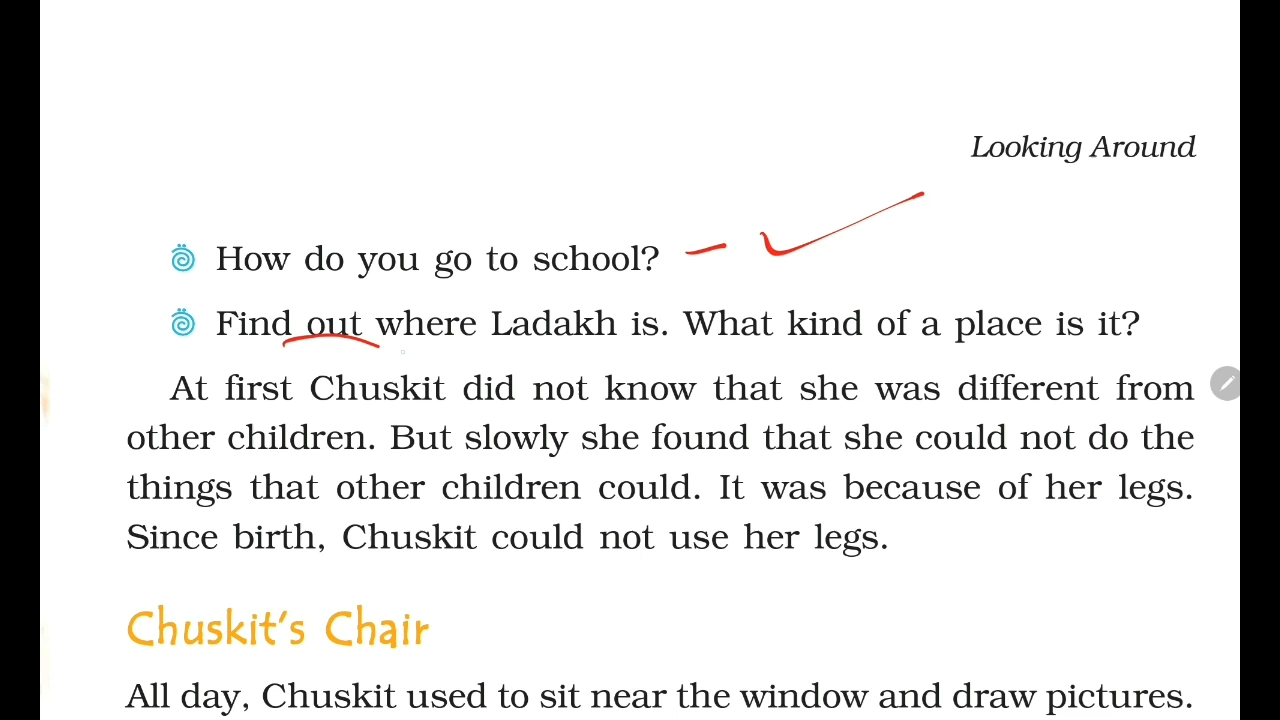 Looking Around
How do you go to school?
Find out where Ladakh is. What kind of a place is it?
At first Chuskit did not know that she was different from
other children. But slowly she found that she could not do the
things that other children could. It was because of her legs.
Since birth, Chuskit could not use her legs.
Chuskit's Chair
All day, Chuskit used to sit near the window and draw pictures.